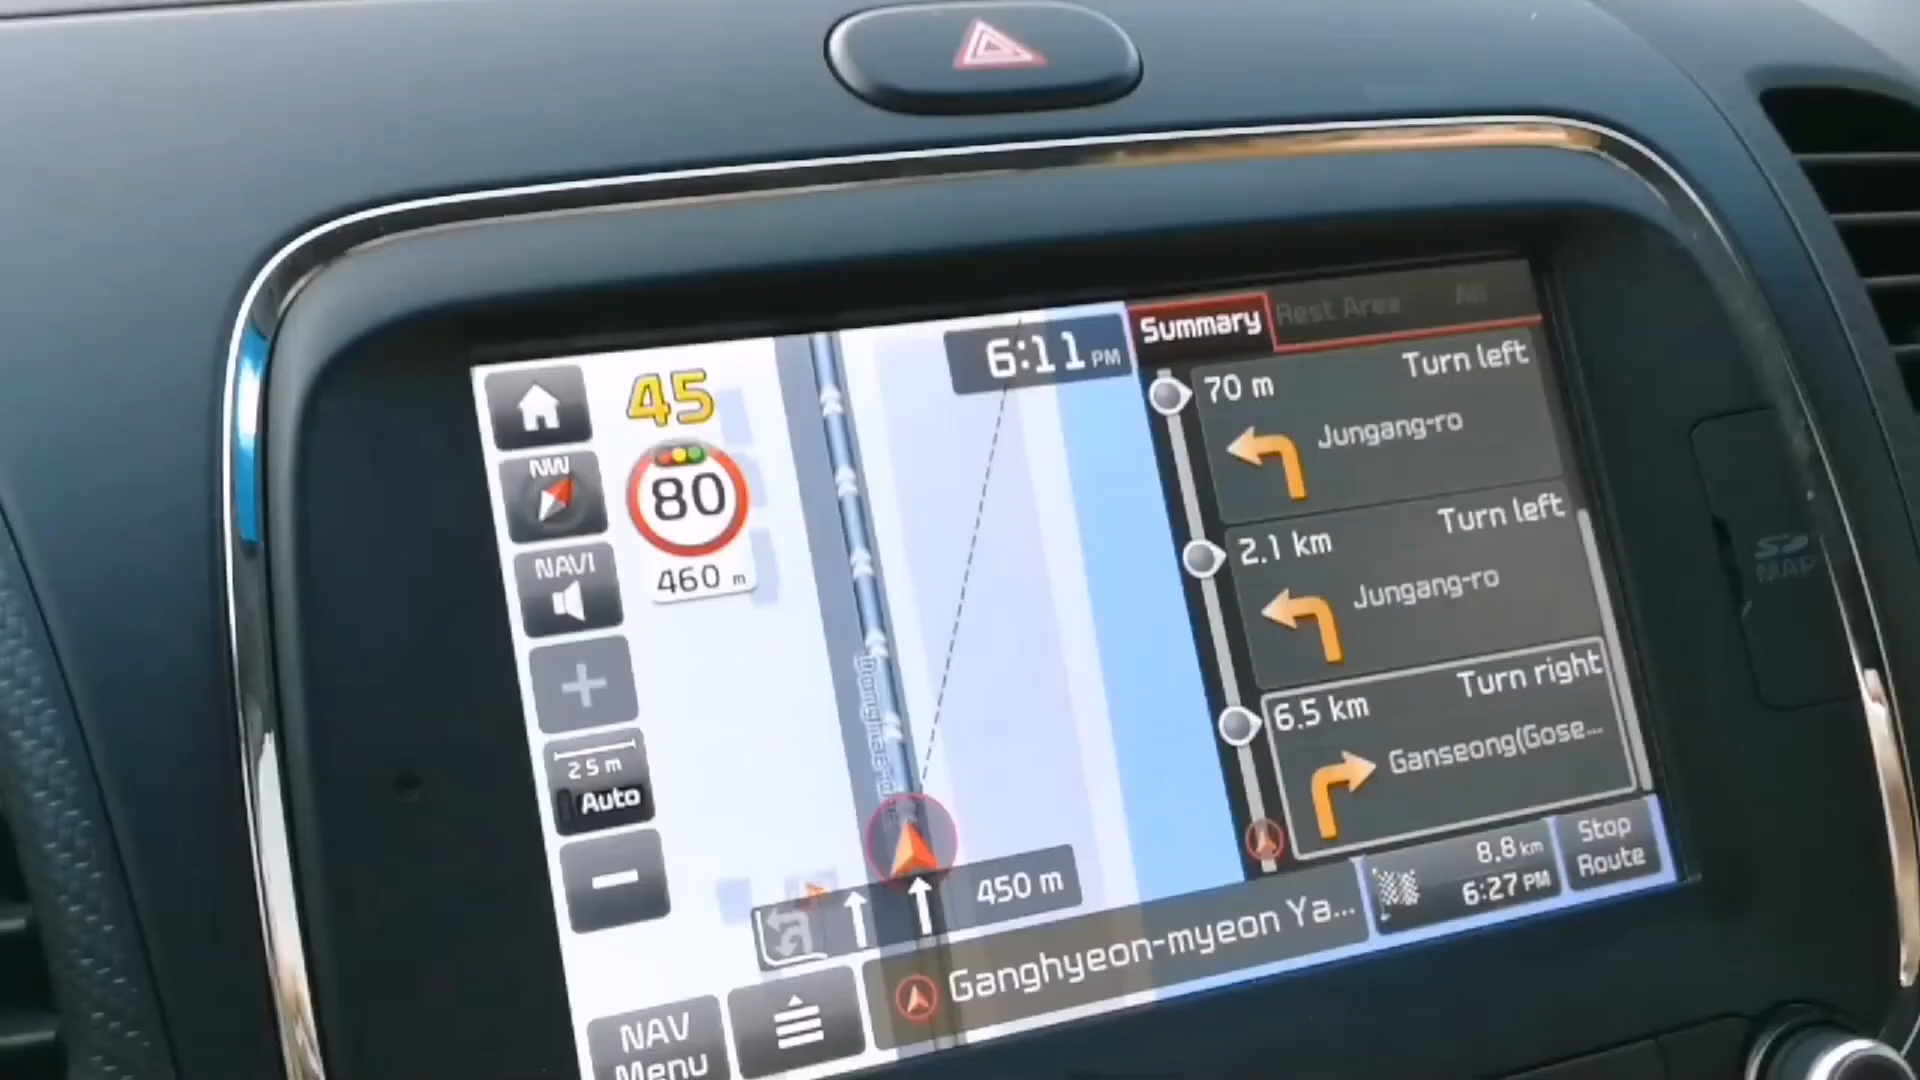 45
6:11 PM
80
460 m
NW
NAVI
25m
Auto
450 m
NAV
Menu
Ganghyeon-myeon Ya...
Summary
Rest Area
All
Turn left
70 m
Jungang-ro
Turn left
2.1 km
Jungang-ro
Turn right
6.5 km
Ganseong(Gose...
8.8 km
6:27 PM
Stop
Route
SD
MAP